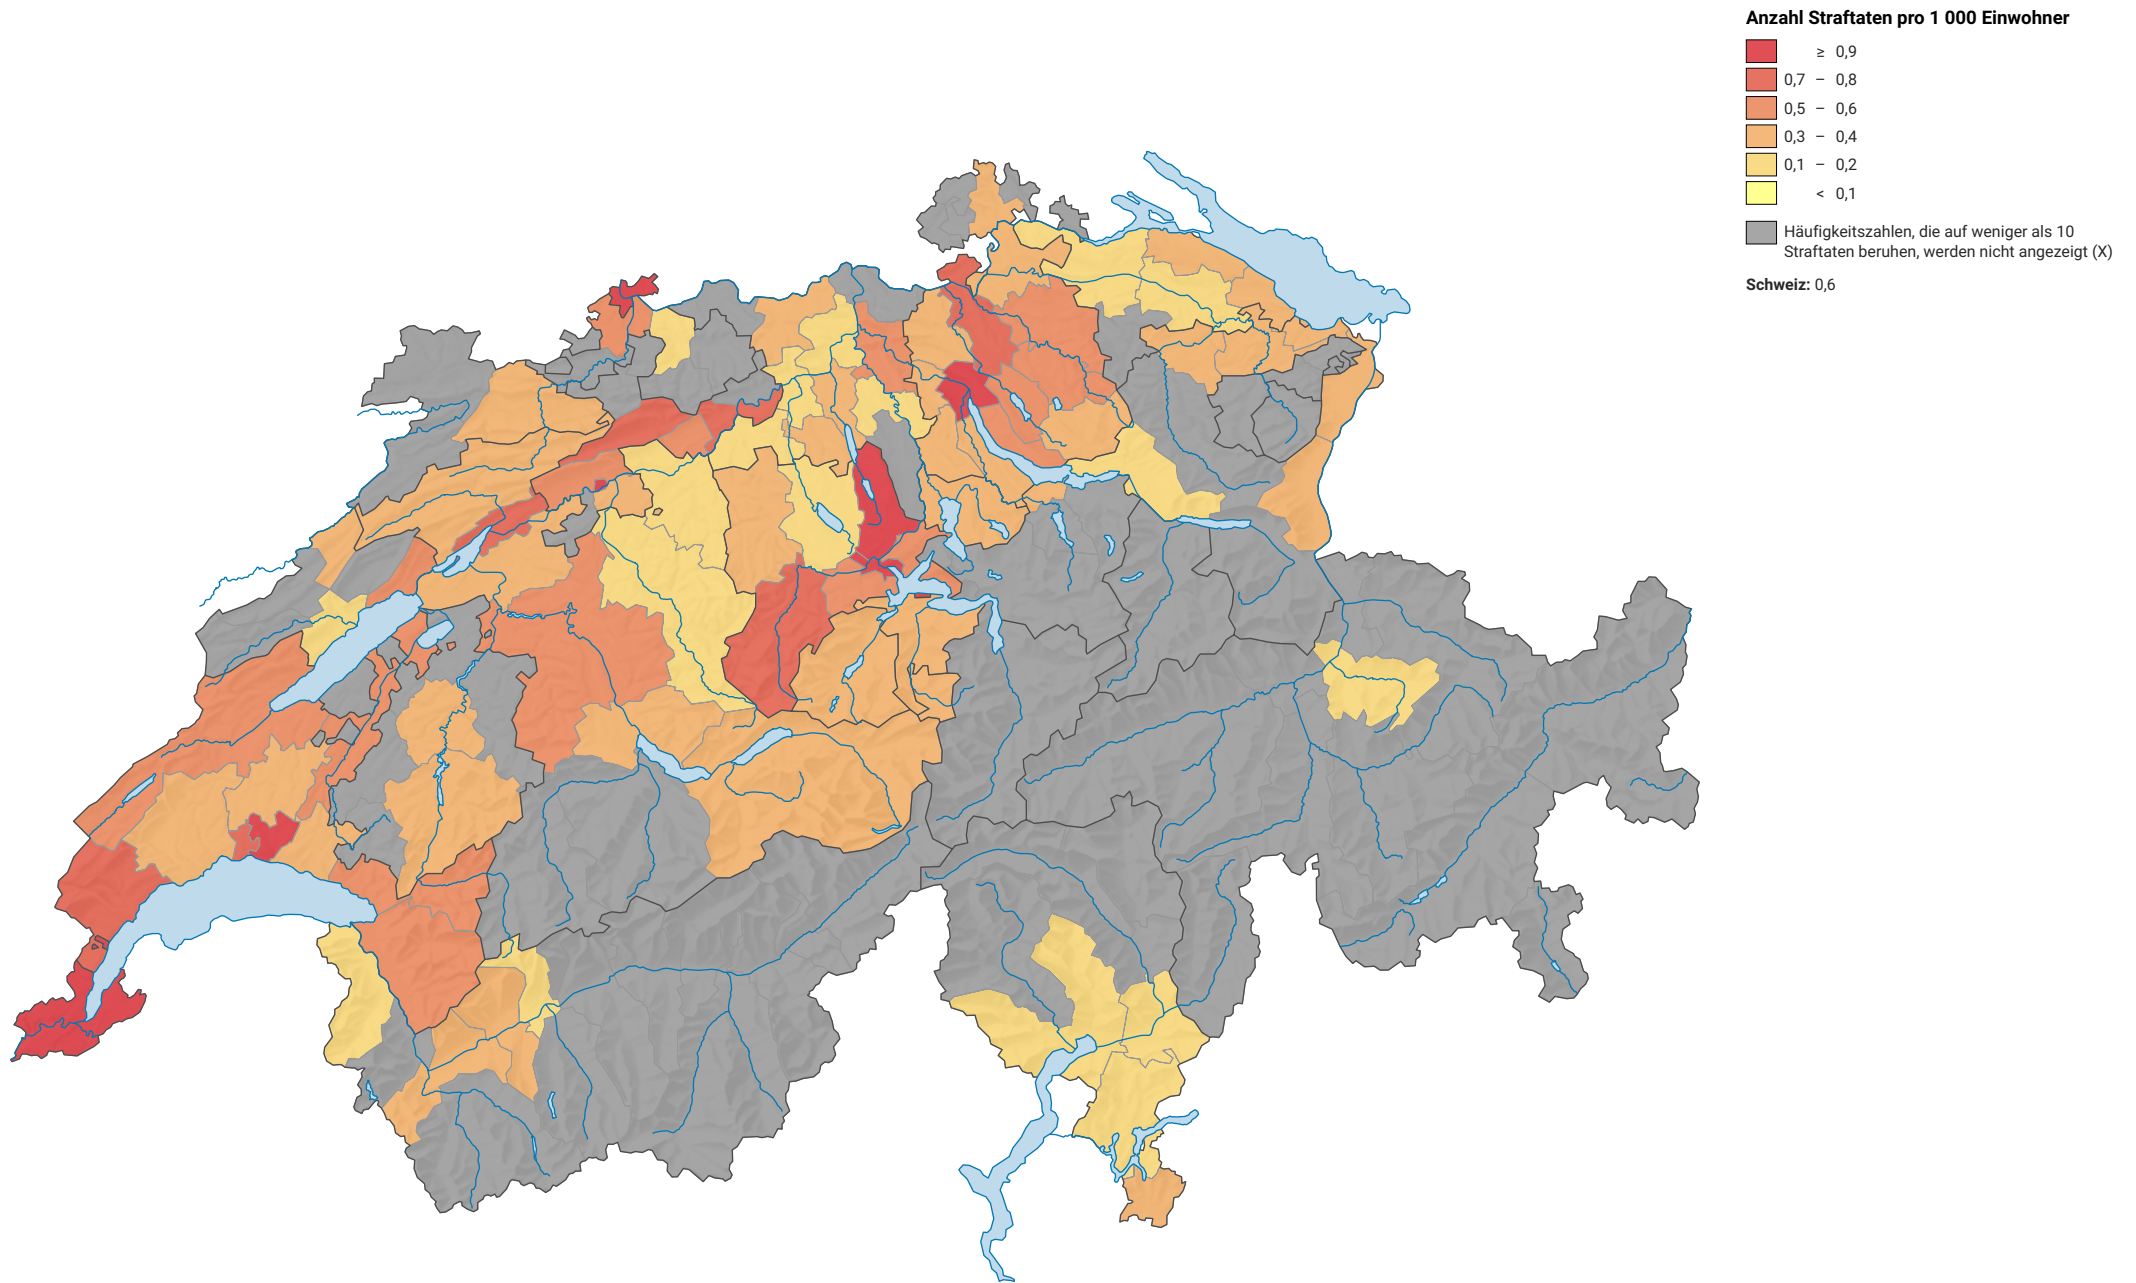 Anzahl Straftaten pro 1 000 Einwohner
≥ 0,9
0,7 – 0,8
0,5 – 0,6
0,3 – 0,4
0,1 – 0,2
< 0,1
Häufigkeitszahlen, die auf weniger als 10
Straftaten beruhen, werden nicht angezeigt (X)
Schweiz: 0,6